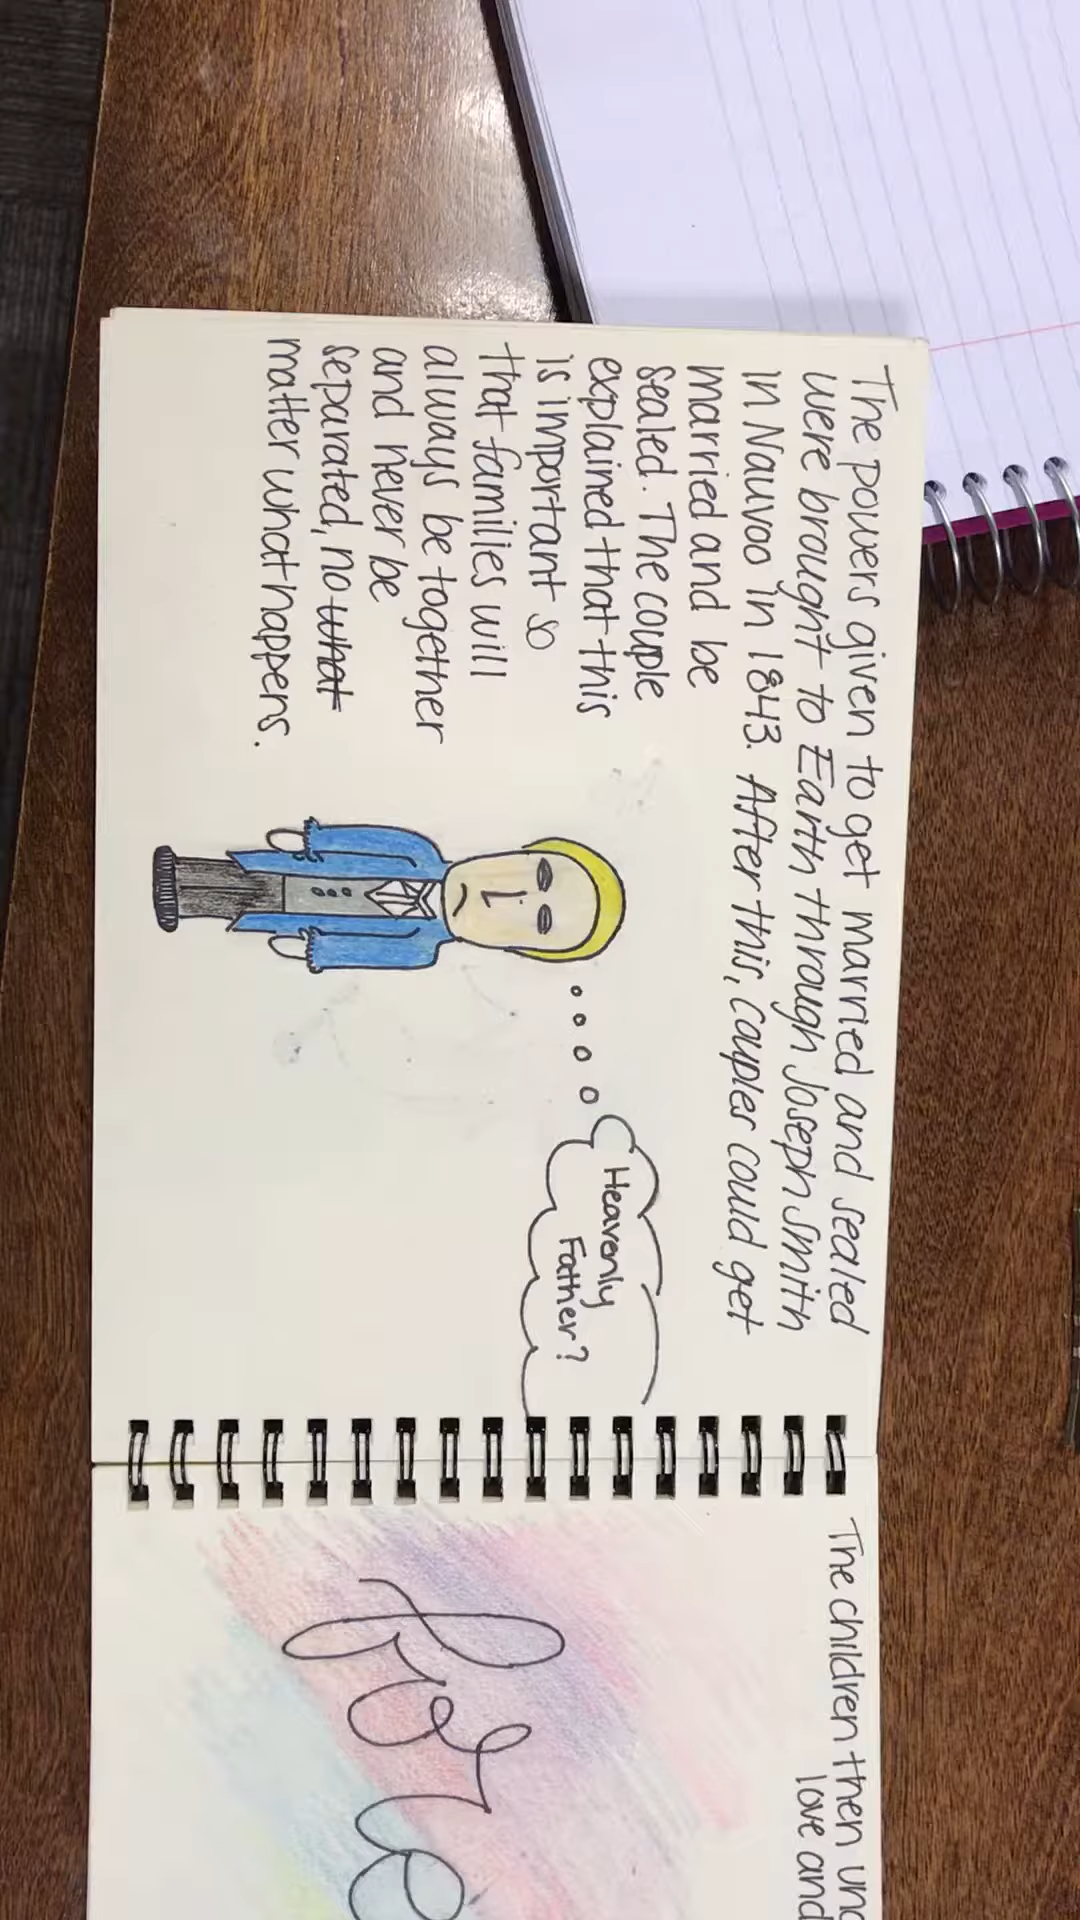 The powers given to get married and sealed
were brought to Earth through Joseph Smith
in Nauvoo in 1843. After this, couples could get
married and be
sealed. The couple
explained that this
is important so
that families will
always be together
and never be
separated, no what
matter what happens.
Heavenly
Father?
The children then
love and